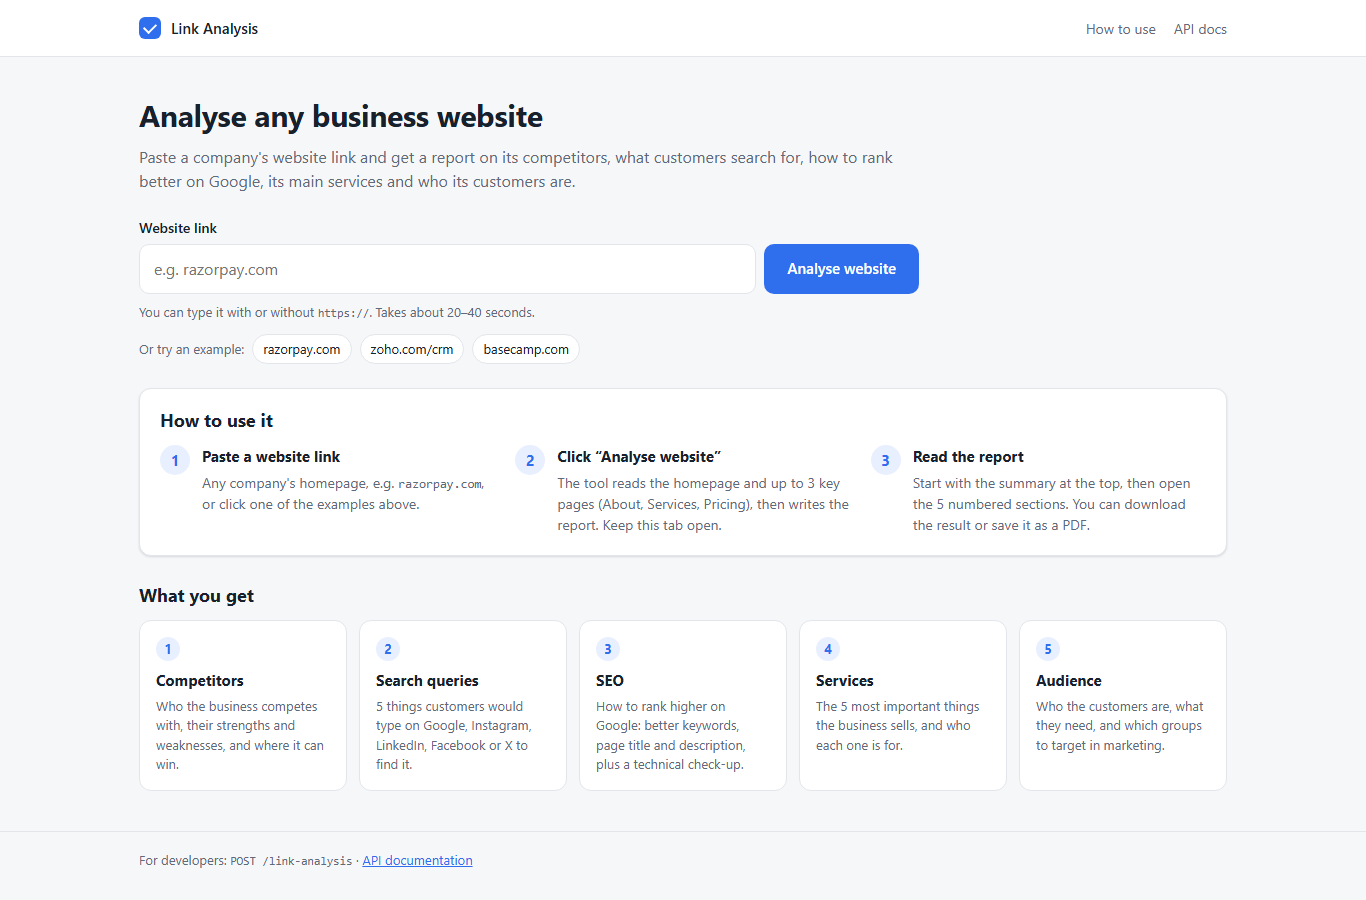 Link Analysis
How to use
API docs
Analyse any business website
Paste a company's website link and get a report on its competitors, what customers search for, how to rank
better on Google, its main services and who its customers are.
Website link
e.g. razorpay.com
Analyse website
You can type it with or without https://. Takes about 20–40 seconds.
Or try an example:
razorpay.com
zoho.com/crm
basecamp.com
How to use it
1
Paste a website link
Any company's homepage, e.g. razorpay.com,
or click one of the examples above.
2
Click “Analyse website”
The tool reads the homepage and up to 3 key
pages (About, Services, Pricing), then writes the
report. Keep this tab open.
3
Read the report
Start with the summary at the top, then open
the 5 numbered sections. You can download
the result or save it as a PDF.
What you get
1
Competitors
Who the business competes
with, their strengths and
weaknesses, and where it can
win.
2
Search queries
5 things customers would
type on Google, Instagram,
LinkedIn, Facebook or X to
find it.
3
SEO
How to rank higher on
Google: better keywords,
page title and description,
plus a technical check-up.
4
Services
The 5 most important things
the business sells, and who
each one is for.
5
Audience
Who the customers are, what
they need, and which groups
to target in marketing.
For developers: POST /link-analysis · API documentation